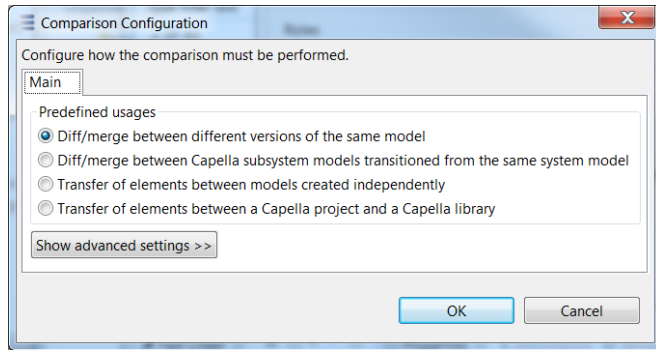 Comparison Configuration
X
Configure how the comparison must be performed.
Main
Predefined usages
Diff/merge between different versions of the same model
Diff/merge between Capella subsystem models transitioned from the same system model
Transfer of elements between models created independently
Transfer of elements between a Capella project and a Capella library
Show advanced settings >>
OK Cancel